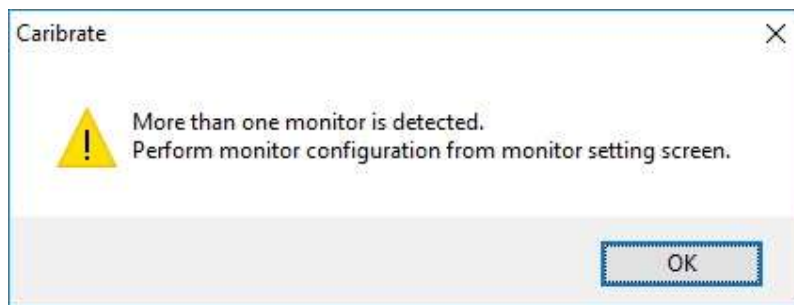 Caribrate
More than one monitor is detected.
Perform monitor configuration from monitor setting screen.
OK